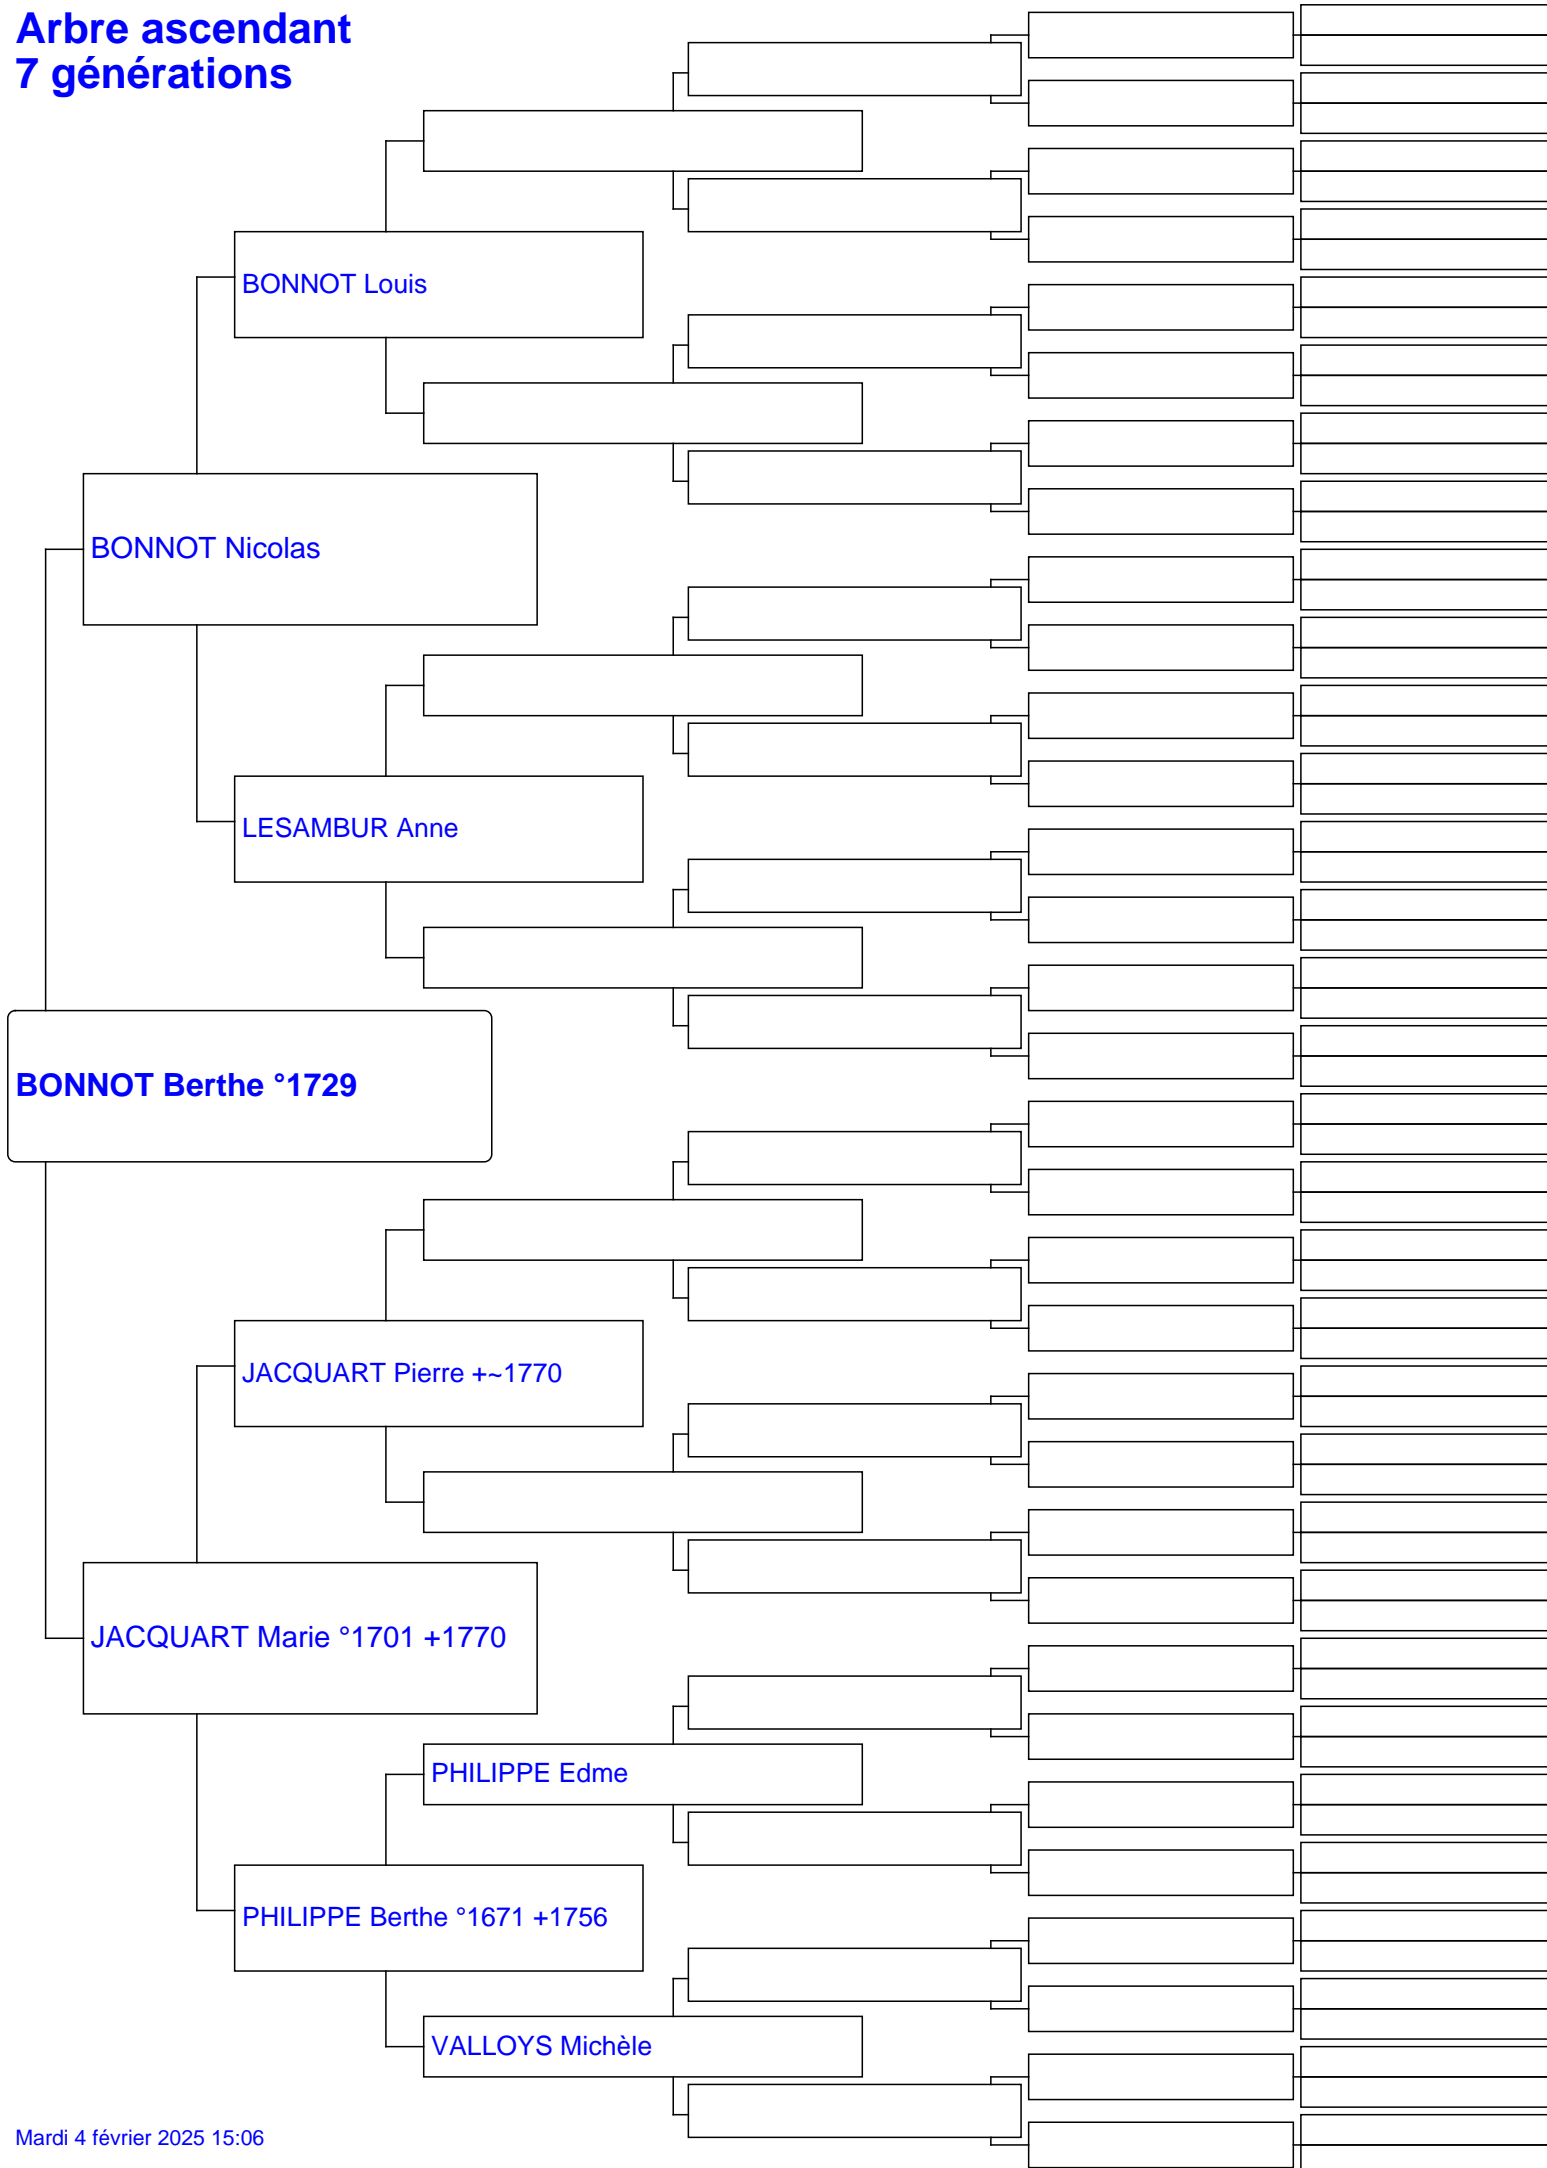 Arbre ascendant
7 générations
BONNOT Louis
BONNOT Nicolas
LESAMBUR Anne
BONNOT Berthe °1729
JACQUART Pierre +~1770
JACQUART Marie °1701 +1770
PHILIPPE Edme
PHILIPPE Berthe °1671 +1756
VALLOYS Michèle
Mardi 4 février 2025 15:06